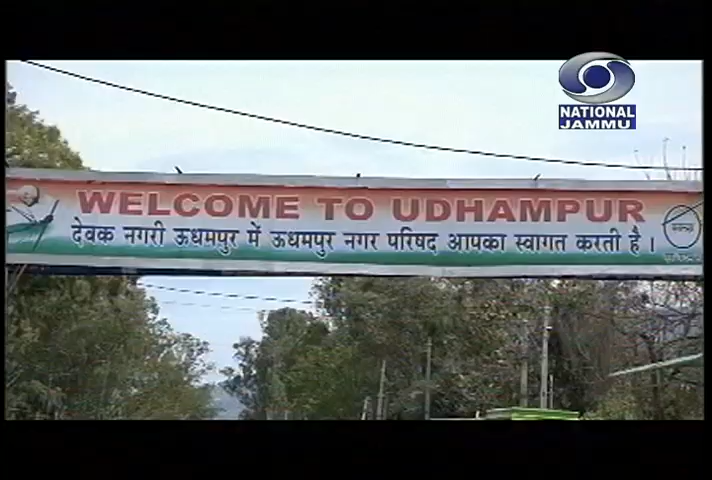 NATIONAL
JAMMU
WELCOME TO UDHAMPUR
देवक नगरी ऊधमपुर में ऊधमपुर नगर परिषद आपका स्वागत करती है।